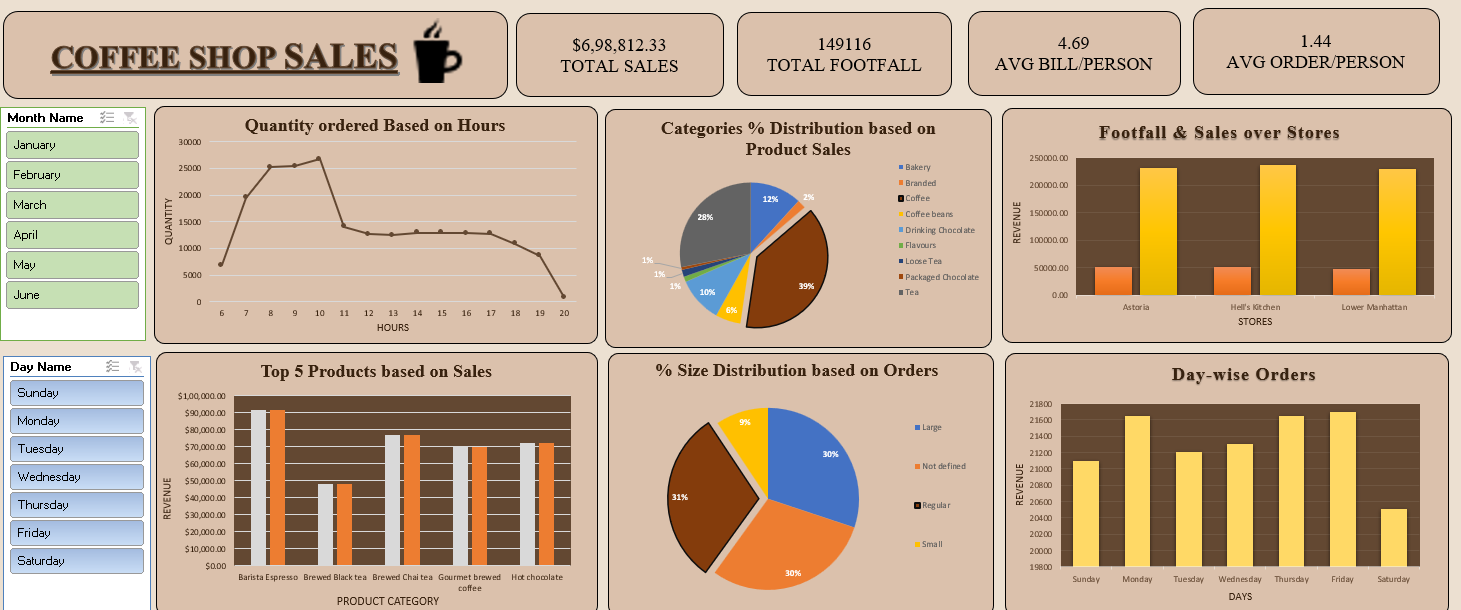 COFFEE SHOP SALES
$6,98,812.33
TOTAL SALES
149116
TOTAL FOOTFALL
4.69
AVG BILL/PERSON
1.44
AVG ORDER/PERSON
Month Name
January
February
March
April
May
June
Quantity ordered Based on Hours
30000
25000
20000
15000
10000
5000
0
QUANTITY
6 7 8 9 10 11 12 13 14 15 16 17 18 19 20
HOURS
Categories % Distribution based on
Product Sales
12%
2%
39%
6%
10%
1%
1%
1%
28%
Bakery
Branded
Coffee
Coffee beans
Drinking Chocolate
Flavours
Loose Tea
Packaged Chocolate
Tea
Footfall & Sales over Stores
250000.00
200000.00
150000.00
100000.00
50000.00
0.00
REVENUE
Astoria Hell's Kitchen Lower Manhattan
STORES
Day Name
Sunday
Monday
Tuesday
Wednesday
Thursday
Friday
Saturday
Top 5 Products based on Sales
$1,00,000.00
$90,000.00
$80,000.00
$70,000.00
$60,000.00
$50,000.00
$40,000.00
$30,000.00
$20,000.00
$10,000.00
$0.00
REVENUE
Barista Espresso Brewed Black tea Brewed Chai tea Gourmet brewed Hot chocolate
coffee
PRODUCT CATEGORY
% Size Distribution based on Orders
30%
30%
31%
9%
Large
Not defined
Regular
Small
Day-wise Orders
21800
21600
21400
21200
21000
20800
20600
20400
20200
20000
19800
REVENUE
Sunday Monday Tuesday Wednesday Thursday Friday Saturday
DAYS